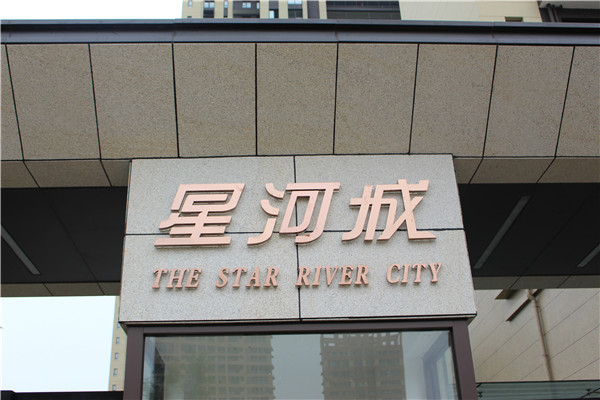 星河城
THE STAR RIVER CITY